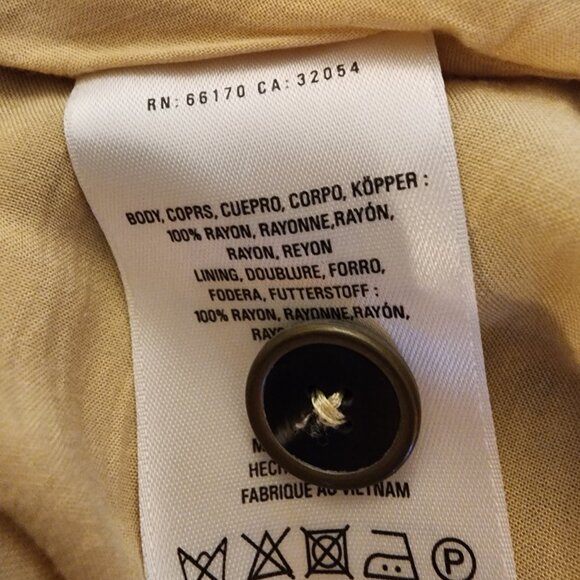 RN: 66170 CA: 32054
BODY, COPRS, CUEPRO, CORPO, KÖPPER :
100% RAYON, RAYONNE,RAYÓN,
RAYON, REYON
LINING, DOUBLURE, FORRO,
FODERA, FUTTERSTOFF :
100% RAYON, RAYONNE,RAYÓN,
FABRIQUE AU VIETNAM
P